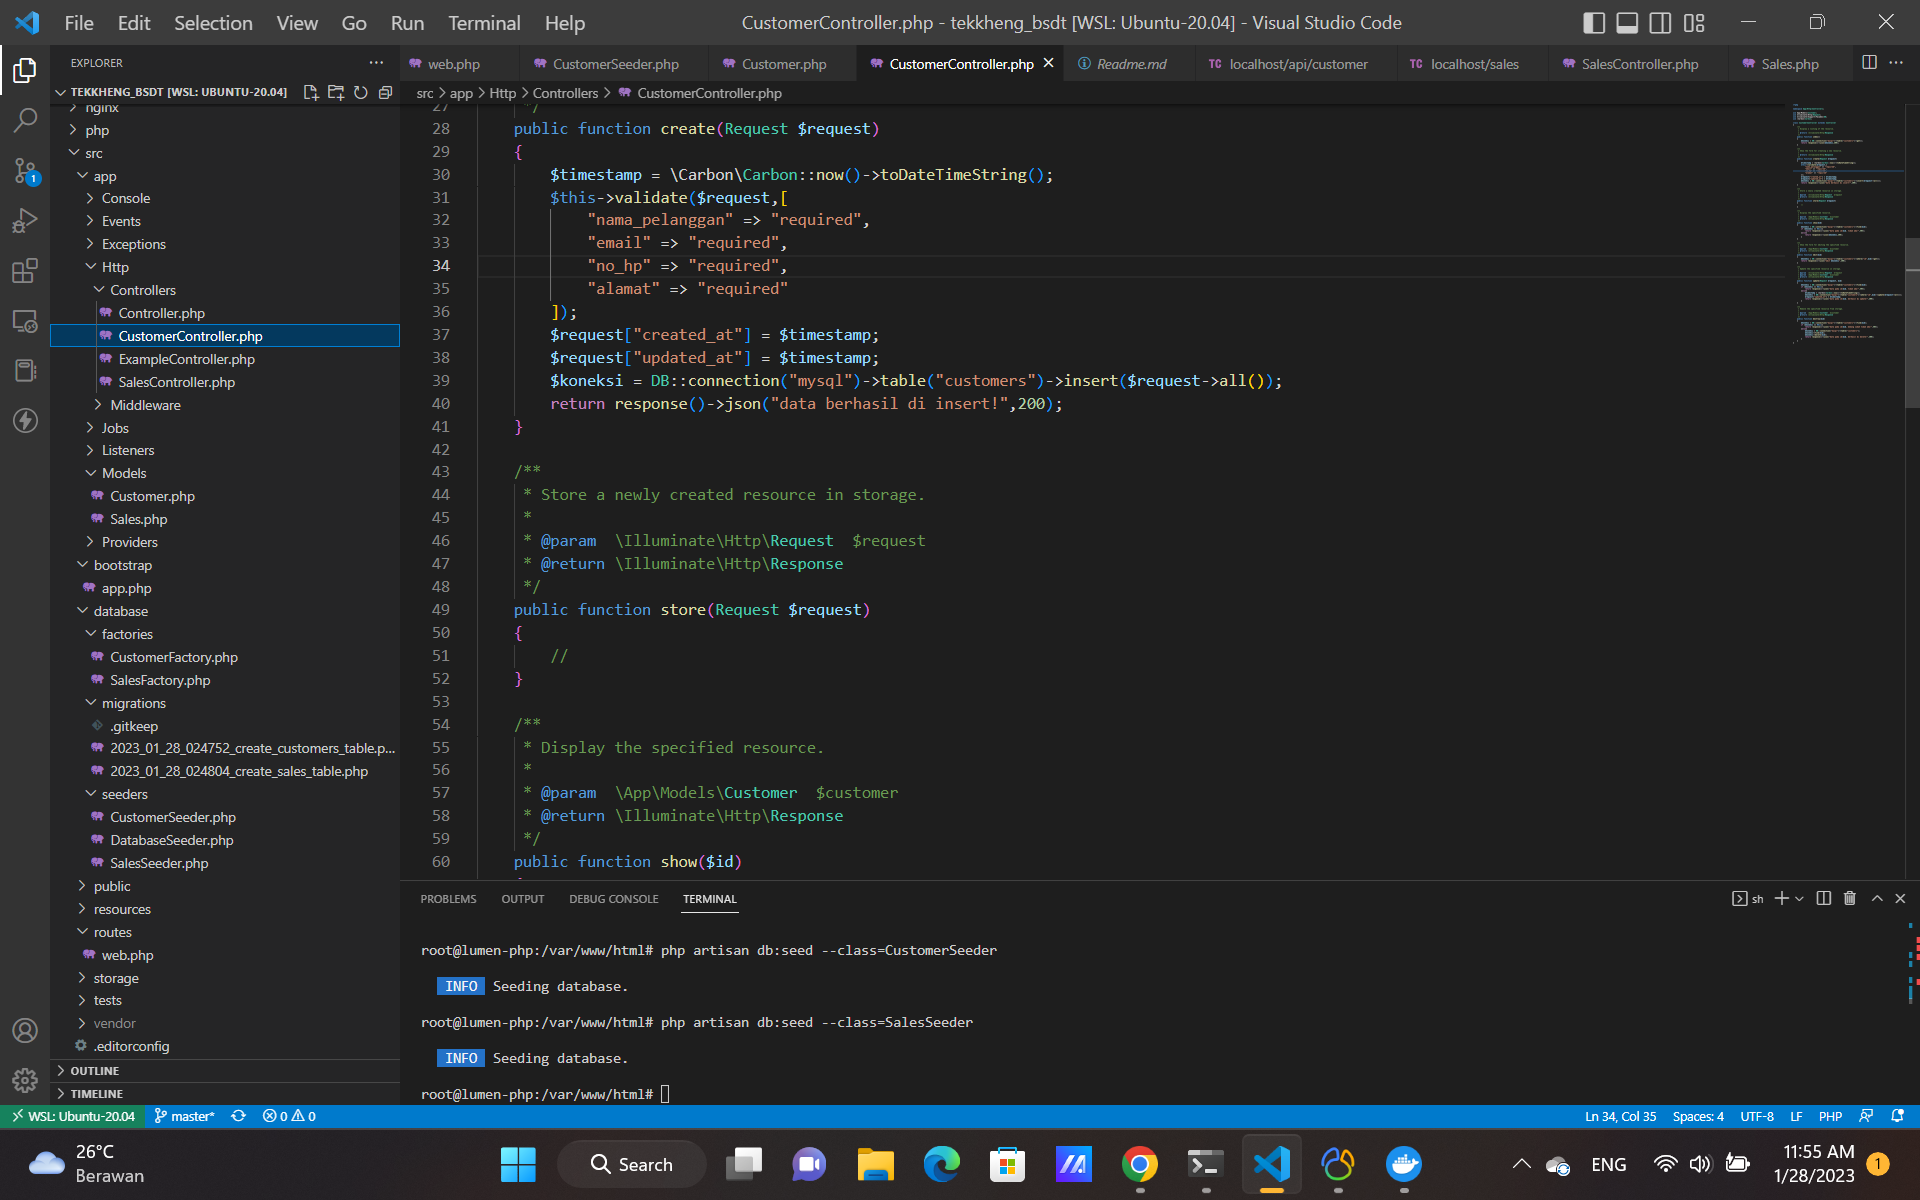 File Edit Selection View Go Run Terminal Help
CustomerController.php - tekkheng_bsdt [WSL: Ubuntu-20.04] - Visual Studio Code
EXPLORER
TEKKHENG_BSDT [WSL: UBUNTU-20.04]
nginx
php
src
app
Console
Events
Exceptions
Http
Controllers
Controller.php
CustomerController.php
ExampleController.php
SalesController.php
Middleware
Jobs
Listeners
Models
Customer.php
Sales.php
Providers
bootstrap
app.php
database
factories
CustomerFactory.php
SalesFactory.php
migrations
.gitkeep
2023_01_28_024752_create_customers_table.p...
2023_01_28_024804_create_sales_table.php
seeders
CustomerSeeder.php
DatabaseSeeder.php
SalesSeeder.php
public
resources
routes
web.php
storage
tests
vendor
.editorconfig
OUTLINE
TIMELINE
web.php CustomerSeeder.php Customer.php CustomerController.php Readme.md TC localhost/api/customer TC localhost/sales SalesController.php Sales.php
src > app > Http > Controllers > CustomerController.php
27 */
28 public function create(Request $request)
29 {
30 $timestamp = \Carbon\Carbon::now()->toDateTimeString();
31 $this->validate($request,[
32 "nama_pelanggan" => "required",
33 "email" => "required",
34 "no_hp" => "required",
35 "alamat" => "required"
36 ]);
37 $request["created_at"] = $timestamp;
38 $request["updated_at"] = $timestamp;
39 $koneksi = DB::connection("mysql")->table("customers")->insert($request->all());
40 return response()->json("data berhasil di insert!",200);
41 }
42
43 /**
44 * Store a newly created resource in storage.
45 *
46 * @param \Illuminate\Http\Request $request
47 * @return \Illuminate\Http\Response
48 */
49 public function store(Request $request)
50 {
51 //
52 }
53
54 /**
55 * Display the specified resource.
56 *
57 * @param \App\Models\Customer $customer
58 * @return \Illuminate\Http\Response
59 */
60 public function show($id)
PROBLEMS OUTPUT DEBUG CONSOLE TERMINAL
sh
root@lumen-php:/var/www/html# php artisan db:seed --class=CustomerSeeder
INFO Seeding database.
root@lumen-php:/var/www/html# php artisan db:seed --class=SalesSeeder
INFO Seeding database.
root@lumen-php:/var/www/html#
1
WSL: Ubuntu-20.04 master* 0 0
Ln 34, Col 35 Spaces: 4 UTF-8 LF PHP
26°C
Berawan
Search
ENG
11:55 AM
1/28/2023
1